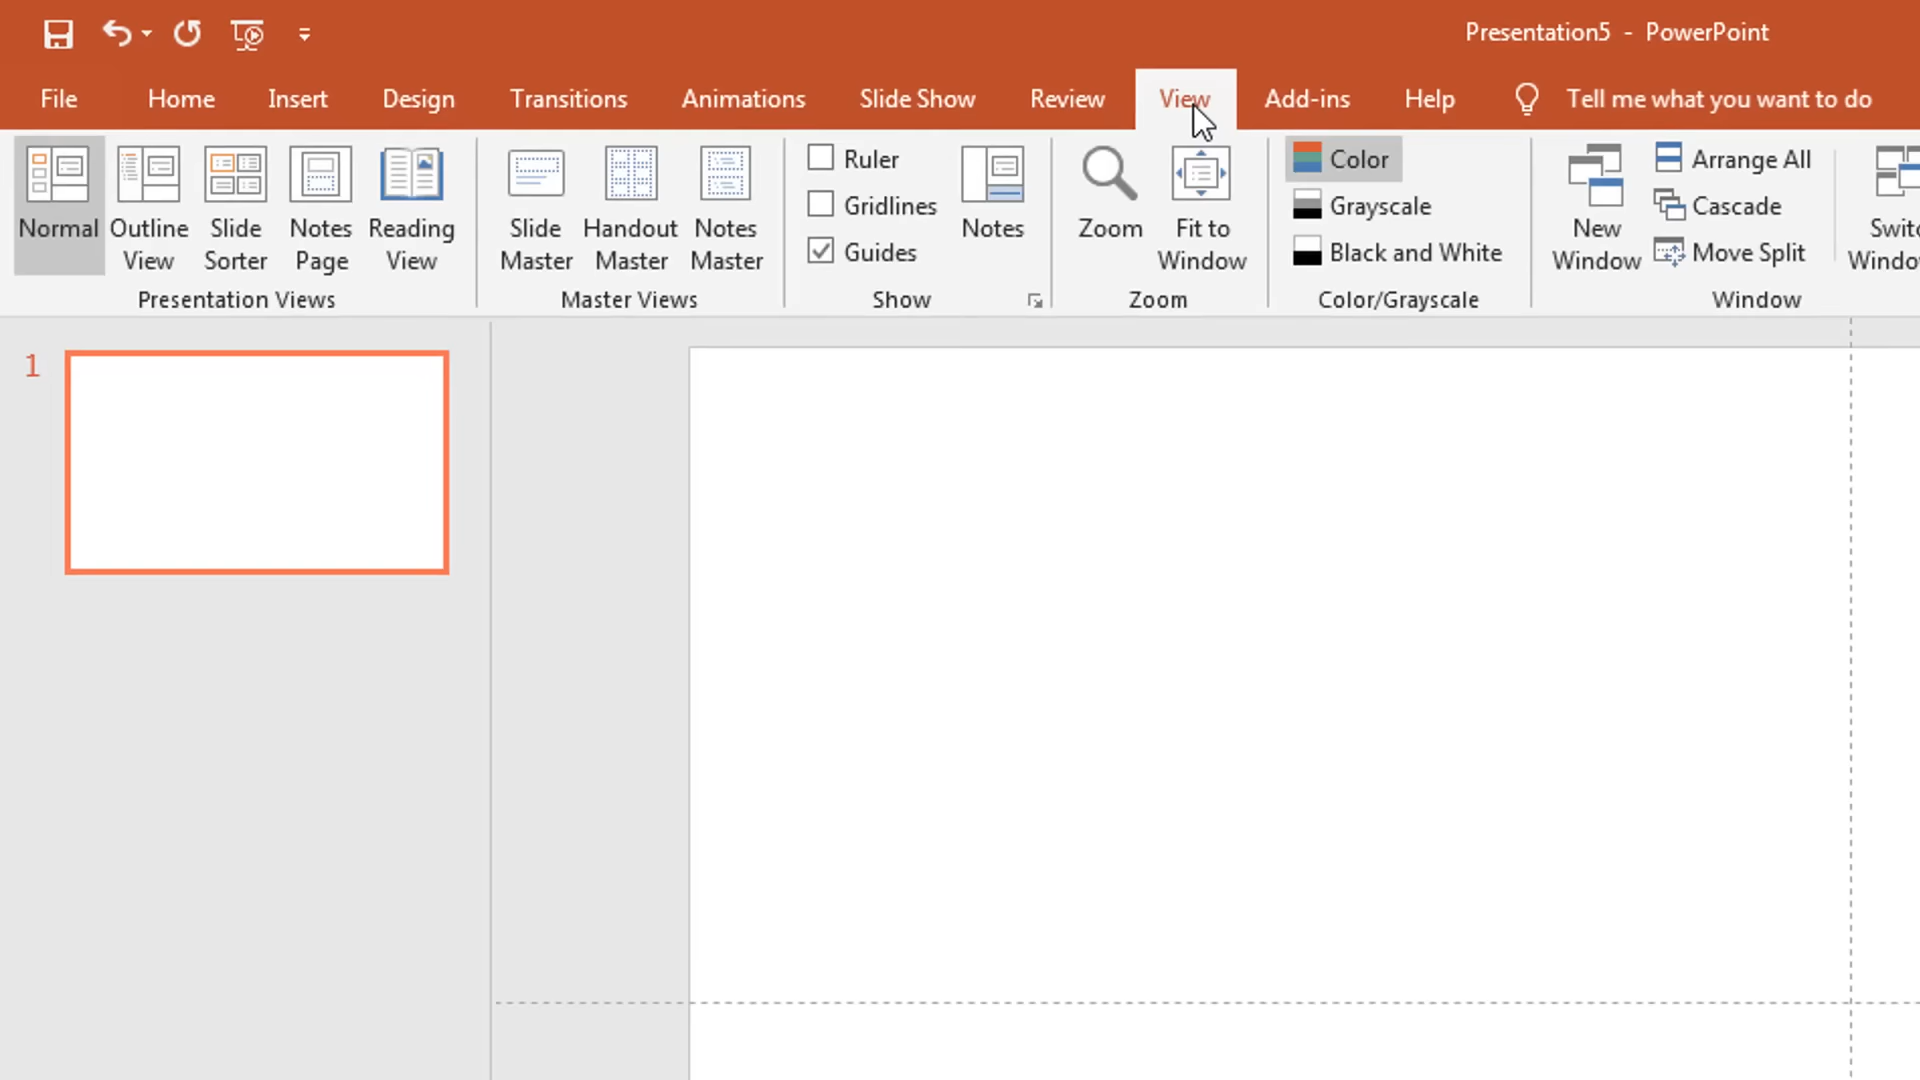 Presentation5 - PowerPoint
File Home Insert Design Transitions Animations Slide Show Review View Add-ins Help Tell me what you want to do
Normal
Outline View
Slide Sorter
Notes Page
Reading View
Presentation Views
Slide Master
Handout Master
Notes Master
Master Views
Ruler
Gridlines
Guides
Notes
Show
Zoom
Fit to Window
Zoom
Color
Grayscale
Black and White
Color/Grayscale
New Window
Arrange All
Cascade
Move Split
Window
1